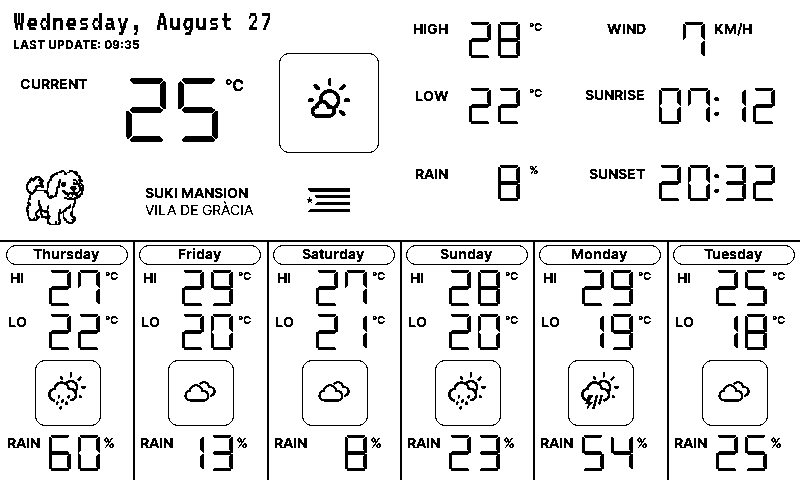 Wednesday, August 27
LAST UPDATE: 09:35
CURRENT 25 °C
SUKI MANSION
VILA DE GRÀCIA
HIGH 28 °C
LOW 22 °C
RAIN 8 %
WIND 7 KM/H
SUNRISE 07:12
SUNSET 20:32
Thursday
HI 27 °C
LO 22 °C
RAIN 60 %
Friday
HI 29 °C
LO 20 °C
RAIN 13 %
Saturday
HI 27 °C
LO 21 °C
RAIN 8 %
Sunday
HI 28 °C
LO 20 °C
RAIN 23 %
Monday
HI 29 °C
LO 19 °C
RAIN 54 %
Tuesday
HI 25 °C
LO 18 °C
RAIN 25 %